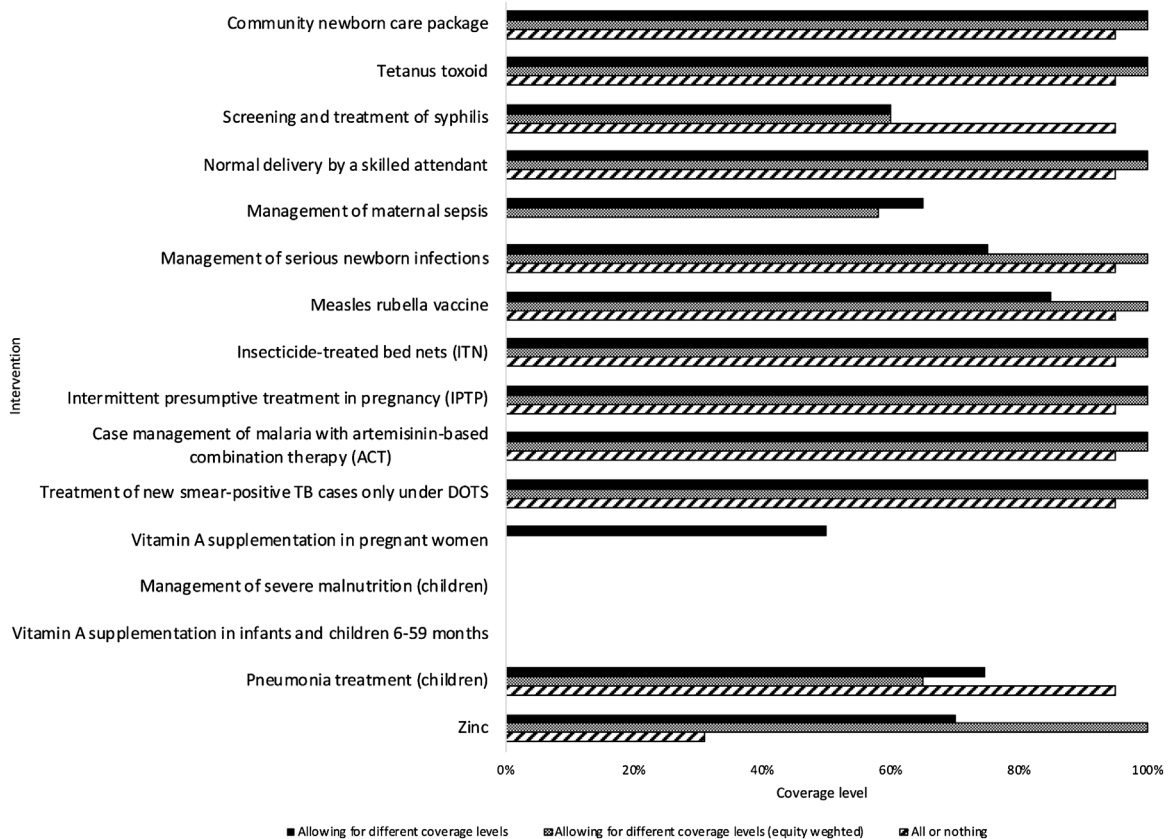 Community newborn care package
Tetanus toxoid
Screening and treatment of syphilis
Normal delivery by a skilled attendant
Management of maternal sepsis
Management of serious newborn infections
Measles rubella vaccine
Insecticide-treated bed nets (ITN)
Intermittent presumptive treatment in pregnancy (IPTP)
Case management of malaria with artemisinin-based
combination therapy (ACT)
Treatment of new smear-positive TB cases only under DOTS
Vitamin A supplementation in pregnant women
Management of severe malnutrition (children)
Vitamin A supplementation in infants and children 6-59 months
Pneumonia treatment (children)
Zinc
Intervention
0% 20% 40% 60% 80% 100%
Coverage level
Allowing for different coverage levels Allowing for different coverage levels (equity weghted) All or nothing